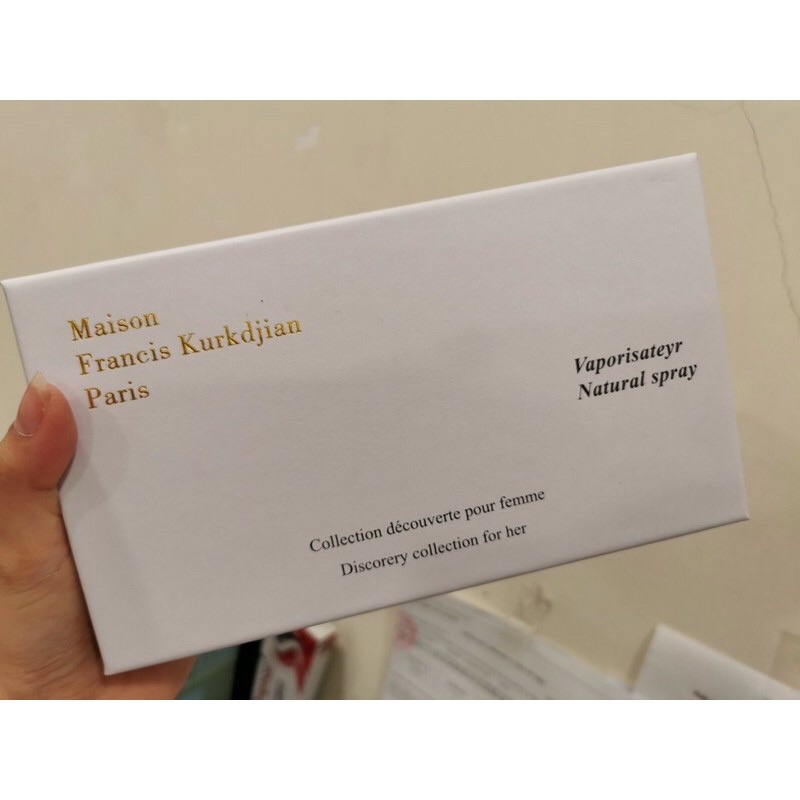 Maison
Francis Kurkdjian
Paris
Vaporisateyr
Natural spray
Collection découverte pour femme
Discorery collection for her